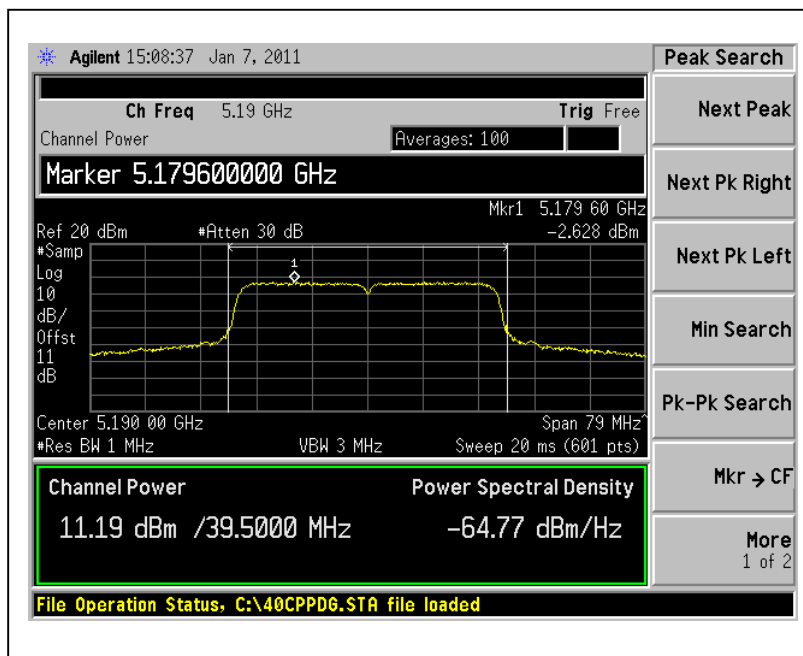 Agilent 15:08:37 Jan 7, 2011
Peak Search
Ch Freq 5.19 GHz Trig Free
Channel Power Averages: 100
Marker 5.179600000 GHz
Mkr1 5.179 60 GHz
Ref 20 dBm #Atten 30 dB -2.628 dBm
#Samp
Log
10
dB/
Offst
11
dB
1
Center 5.190 00 GHz Span 79 MHz^
#Res BW 1 MHz VBW 3 MHz Sweep 20 ms (601 pts)
Channel Power Power Spectral Density
11.19 dBm /39.5000 MHz -64.77 dBm/Hz
File Operation Status, C:\40CPPDG.STA file loaded
Next Peak
Next Pk Right
Next Pk Left
Min Search
Pk-Pk Search
Mkr → CF
More
1 of 2